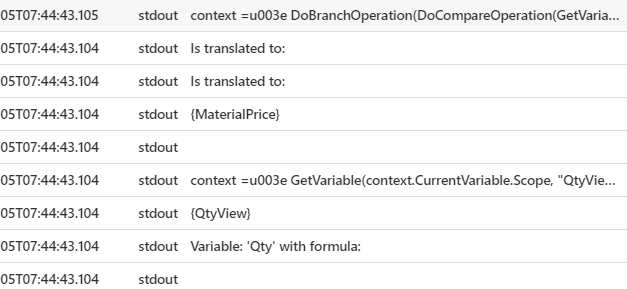 05T07:44:43.105 stdout context =u003e DoBranchOperation(DoCompareOperation(GetVaria...
05T07:44:43.104 stdout Is translated to:
05T07:44:43.104 stdout Is translated to:
05T07:44:43.104 stdout {MaterialPrice}
05T07:44:43.104 stdout
05T07:44:43.104 stdout context =u003e GetVariable(context.CurrentVariable.Scope, "QtyVie...
05T07:44:43.104 stdout {QtyView}
05T07:44:43.104 stdout Variable: 'Qty' with formula:
05T07:44:43.104 stdout